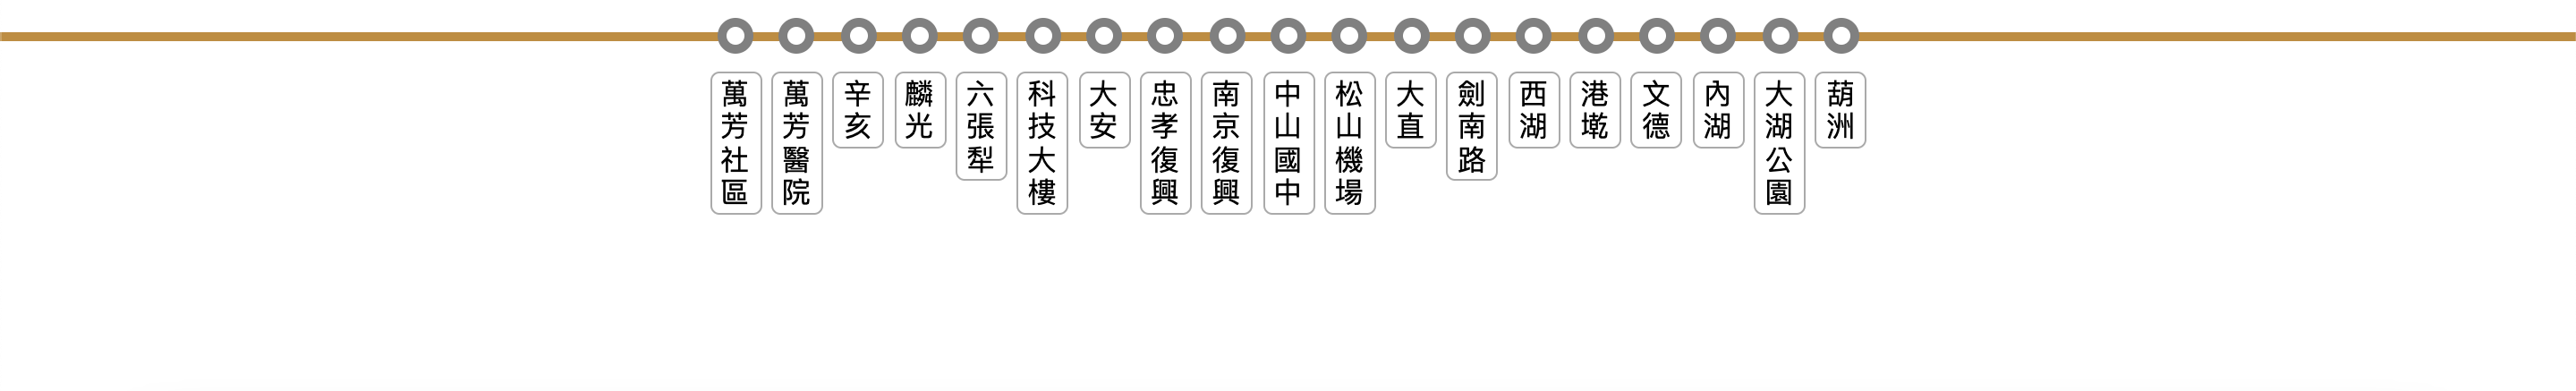 萬芳社區
萬芳醫院
辛亥
麟光
六張犁
科技大樓
大安
忠孝復興
南京復興
中山國中
松山機場
大直
劍南路
西湖
港墘
文德
內湖
大湖公園
葫洲